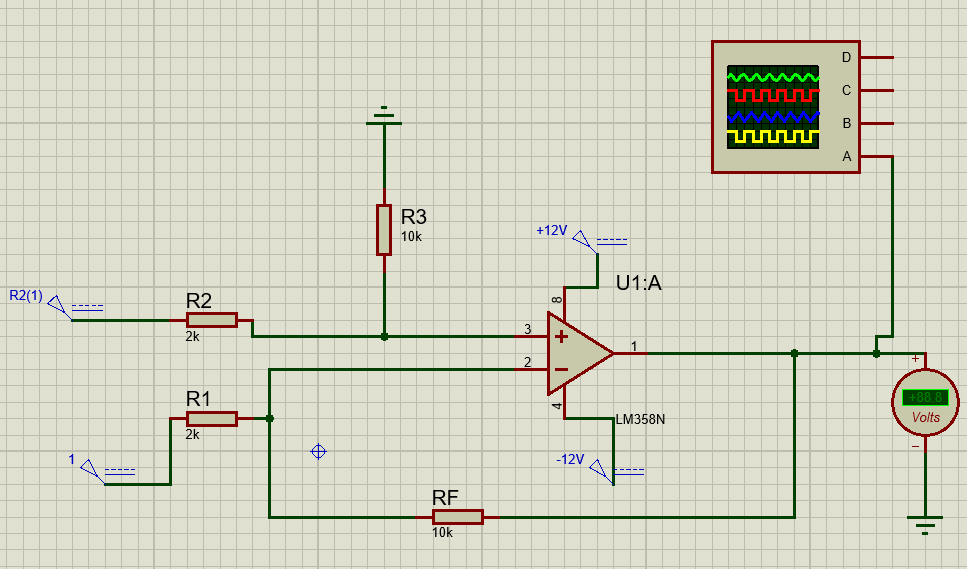 D
C
B
A
R3
10k
+12V
U1:A
R2(1)
R2
2k
8
3
2
1
4
LM358N
+
+88.8
Volts
−
R1
2k
1
-12V
RF
10k